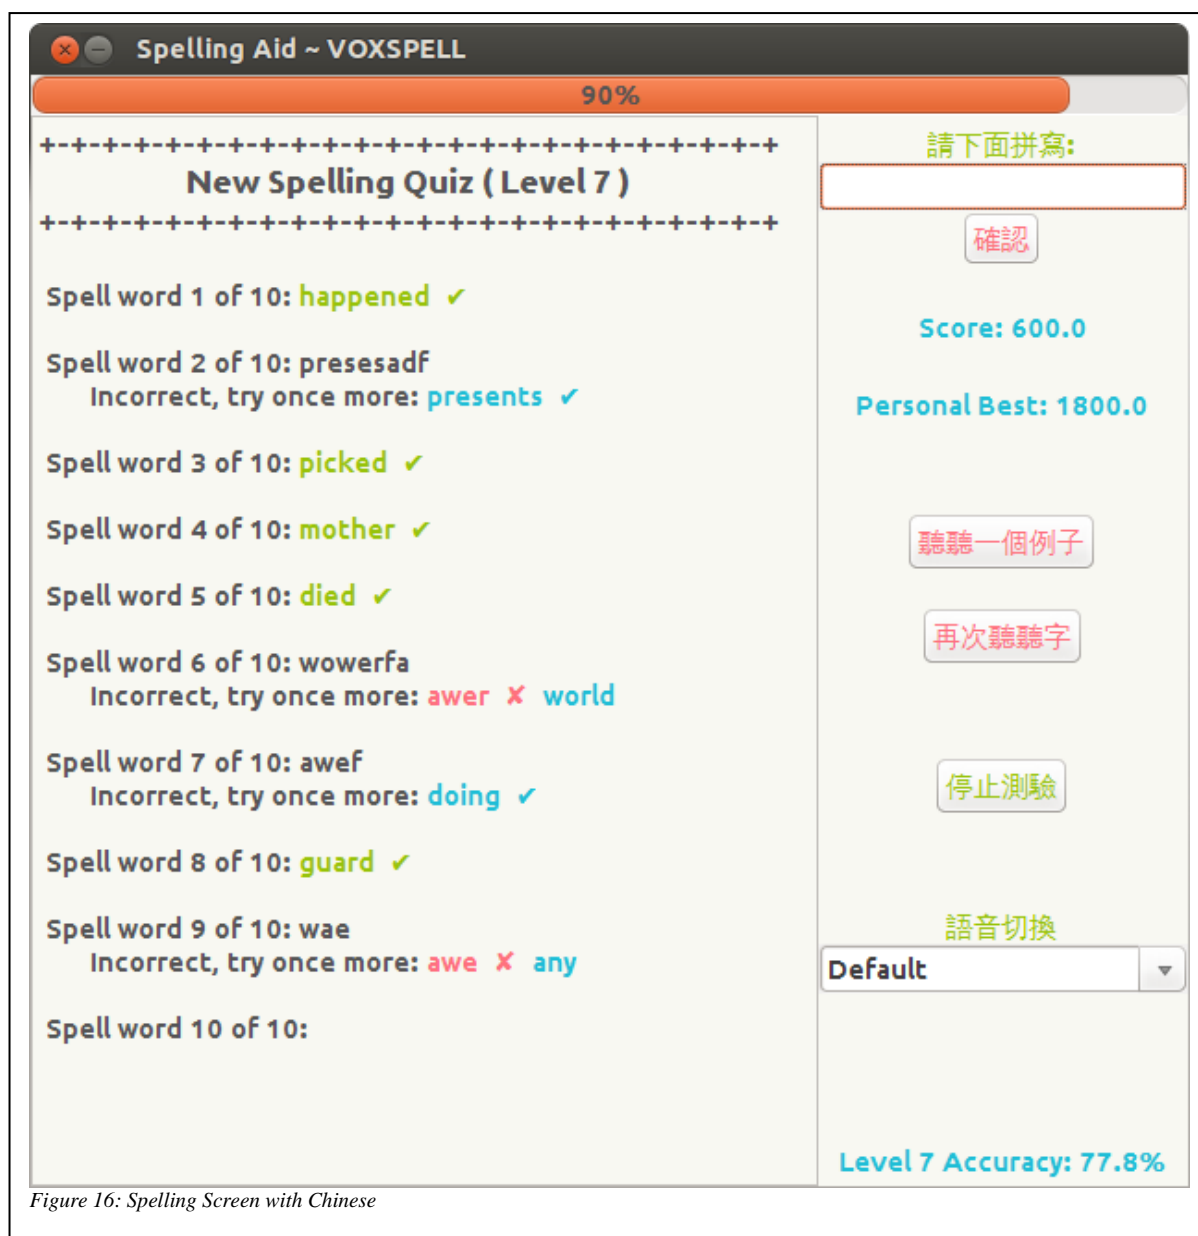 Spelling Aid ~ VOXSPELL
90%
+-+-+-+-+-+-+-+-+-+-+-+-+-+-+-+-+-+-+-+-+-+-+-+
New Spelling Quiz ( Level 7 )
+-+-+-+-+-+-+-+-+-+-+-+-+-+-+-+-+-+-+-+-+-+-+-+
Spell word 1 of 10: happened ✔
Spell word 2 of 10: presesadf
Incorrect, try once more: presents ✔
Spell word 3 of 10: picked ✔
Spell word 4 of 10: mother ✔
Spell word 5 of 10: died ✔
Spell word 6 of 10: wowerfa
Incorrect, try once more: awer ✘ world
Spell word 7 of 10: awef
Incorrect, try once more: doing ✔
Spell word 8 of 10: guard ✔
Spell word 9 of 10: wae
Incorrect, try once more: awe ✘ any
Spell word 10 of 10:
請下面拼寫:
確認
Score: 600.0
Personal Best: 1800.0
聽聽一個例子
再次聽聽字
停止測驗
語音切換
Default
Level 7 Accuracy: 77.8%
Figure 16: Spelling Screen with Chinese